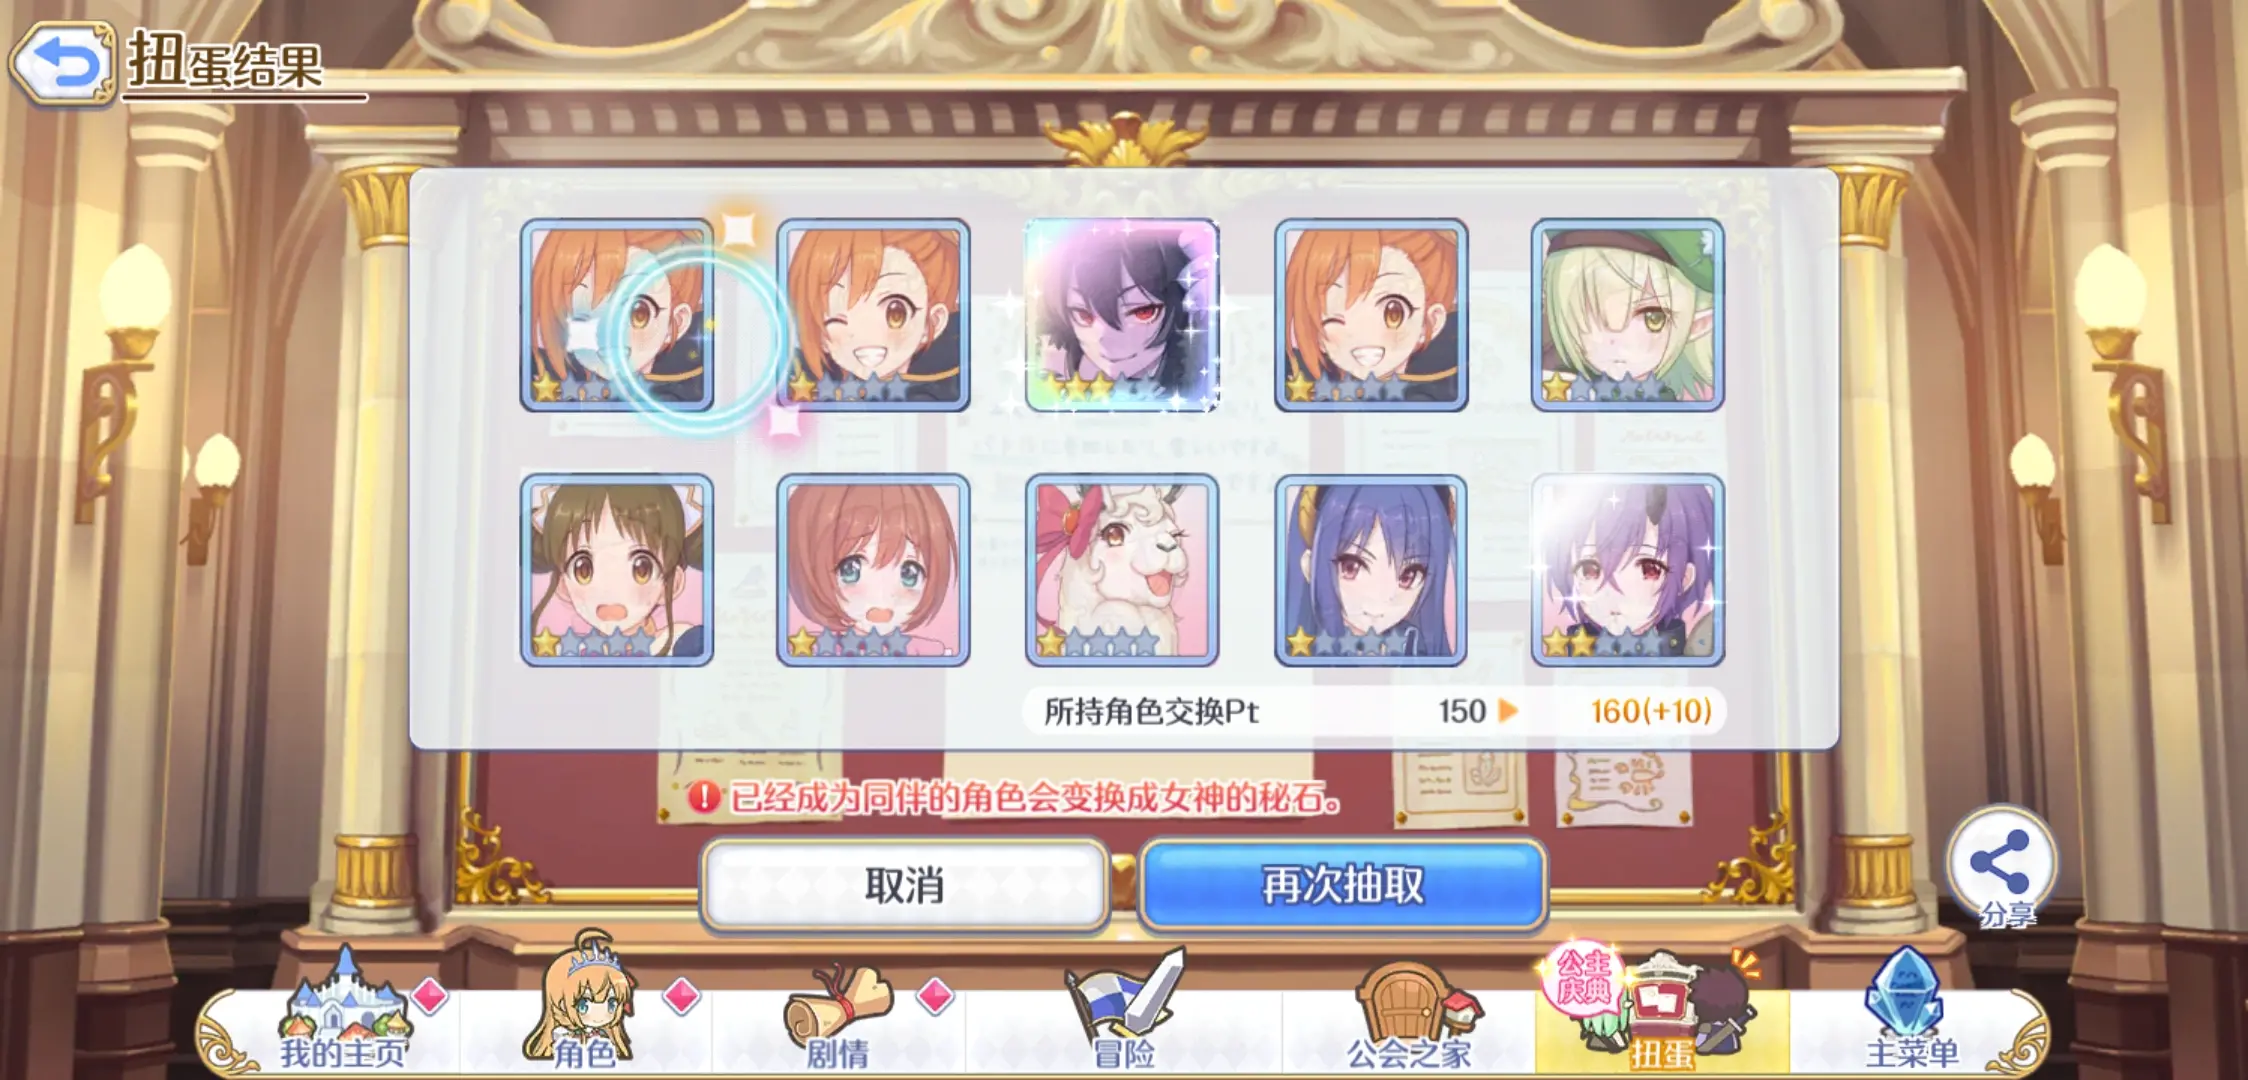 扭蛋结果
所持角色交换Pt 150 160(+10)
已经成为同伴的角色会变换成女神的秘石。
取消
再次抽取
分享
公主
庆典
我的主页
角色
剧情
冒险
公会之家
扭蛋
主菜单